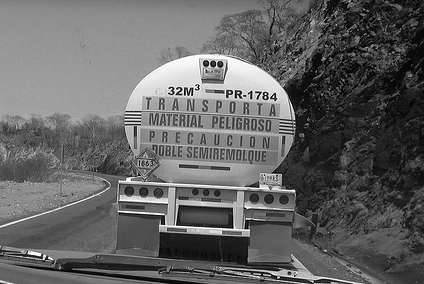 32M³ PR-1784
TRANSPORTA
MATERIAL PELIGROSO
PRECAUCION
DOBLE SEMIREMOLQUE
1863